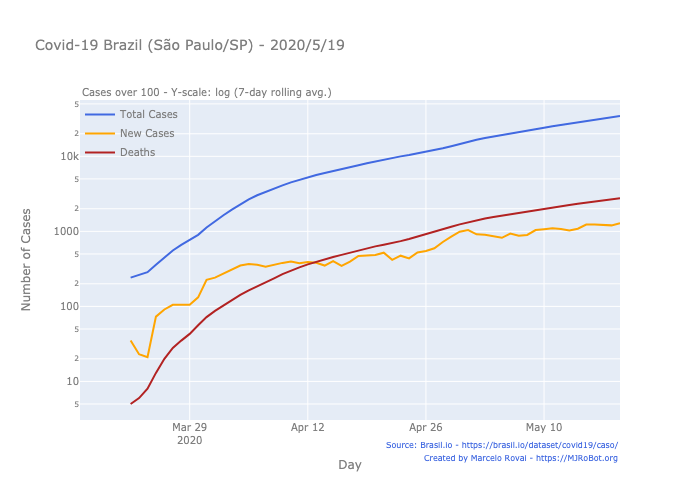 Covid-19 Brazil (São Paulo/SP) - 2020/5/19
Cases over 100 - Y-scale: log (7-day rolling avg.)
Total Cases
New Cases
Deaths
5
2
10k
5
2
1000
5
2
100
5
2
10
5
Number of Cases
Mar 29
2020
Apr 12
Apr 26
May 10
Day
Source: Brasil.io - https://brasil.io/dataset/covid19/caso/
Created by Marcelo Rovai - https://MJRoBot.org